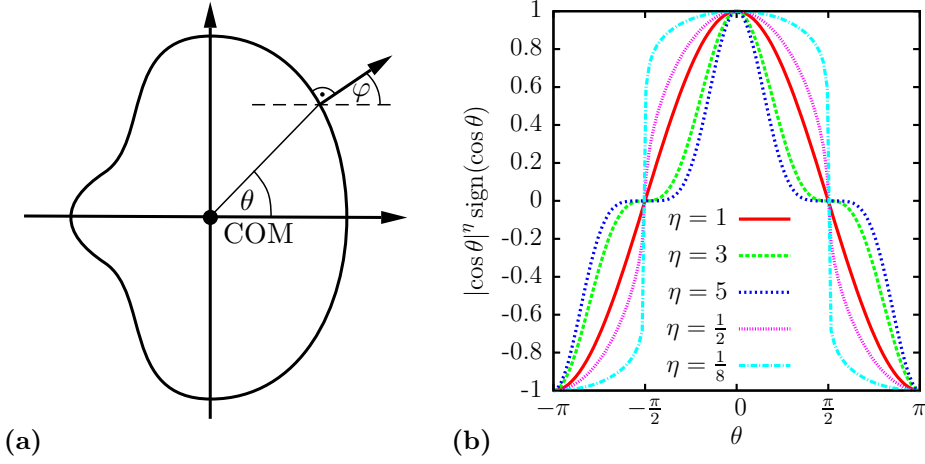 φ
θ
COM
(a)
|cos θ|^η sign(cos θ)
1
0.8
0.6
0.4
0.2
0
-0.2
-0.4
-0.6
-0.8
-1
η = 1
η = 3
η = 5
η = 1/2
η = 1/8
−π
−π/2
0
π/2
π
θ
(b)